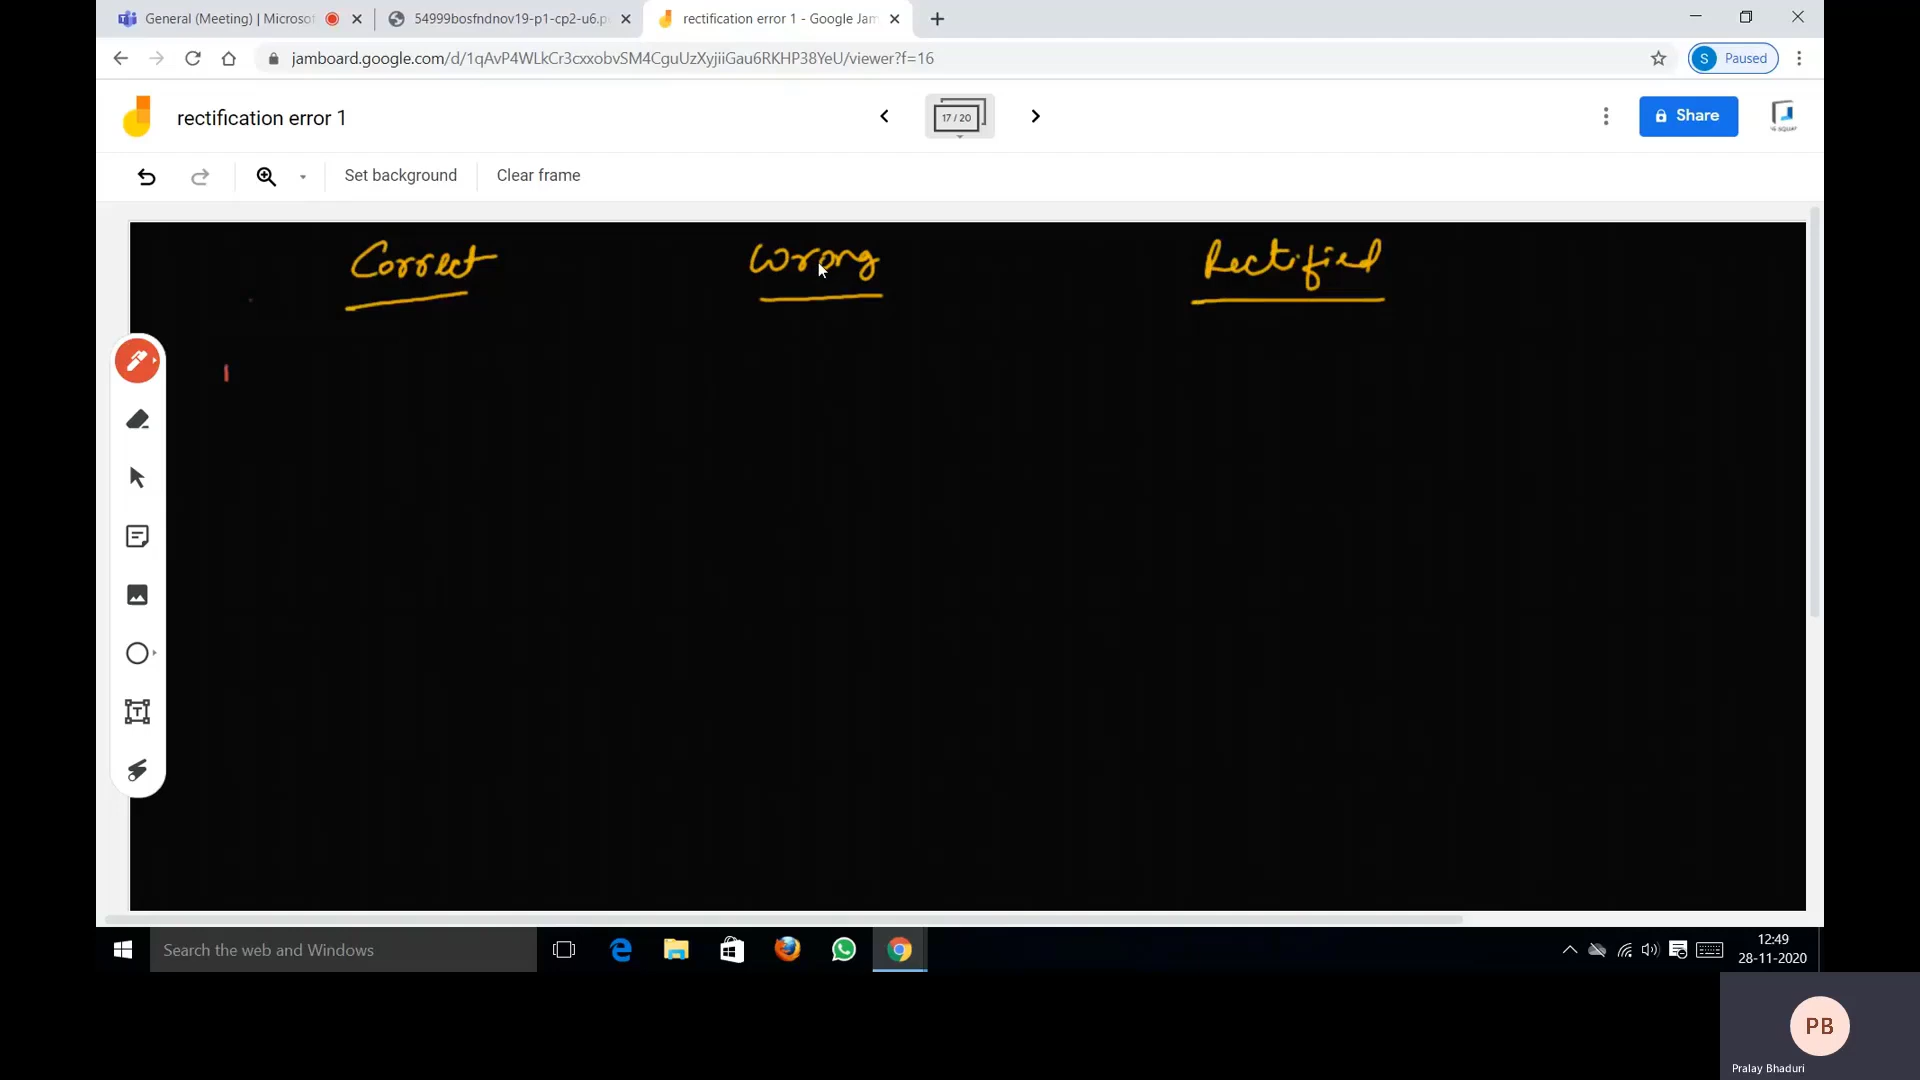 General (Meeting) | Microsof
54999bosfndnov19-p1-cp2-u6.p
rectification error 1 - Google Jam
jamboard.google.com/d/1qAvP4WLkCr3cxxobvSM4CguUzXyjiiGau6RKHP38YeU/viewer?f=16
S Paused
rectification error 1
17 / 20
Share
Set background
Clear frame
Correct Wrong Rectified
Search the web and Windows
12:49
28-11-2020
PB
Pralay Bhaduri